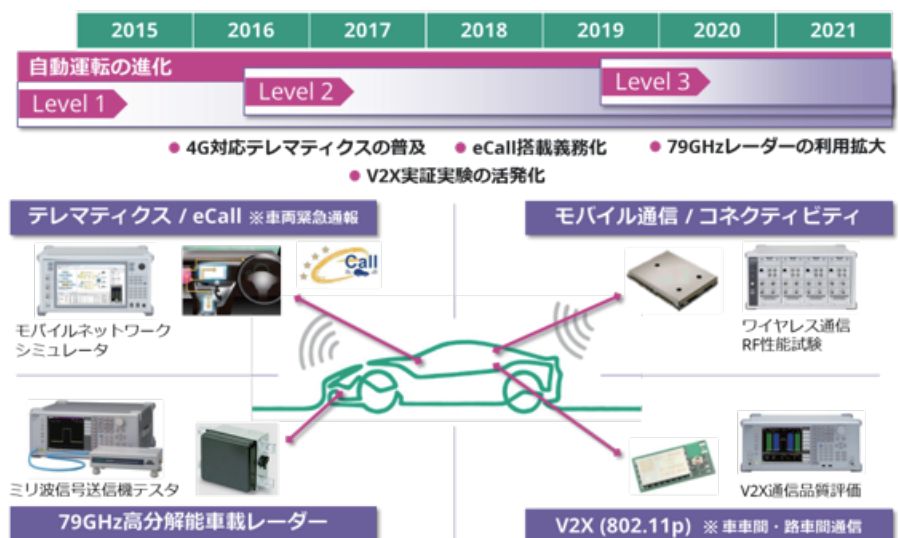 2015 2016 2017 2018 2019 2020 2021
自動運転の進化
Level 1
Level 2
Level 3
● 4G対応テレマティクスの普及 ● eCall搭載義務化 ● 79GHzレーダーの利用拡大
● V2X実証実験の活発化
テレマティクス / eCall ※車両緊急通報
モバイル通信 / コネクティビティ
Call
モバイルネットワーク
シミュレータ
ワイヤレス通信
RF性能試験
ミリ波信号送信機テスタ
V2X通信品質評価
79GHz高分解能車載レーダー
V2X (802.11p) ※ 車車間・路車間通信